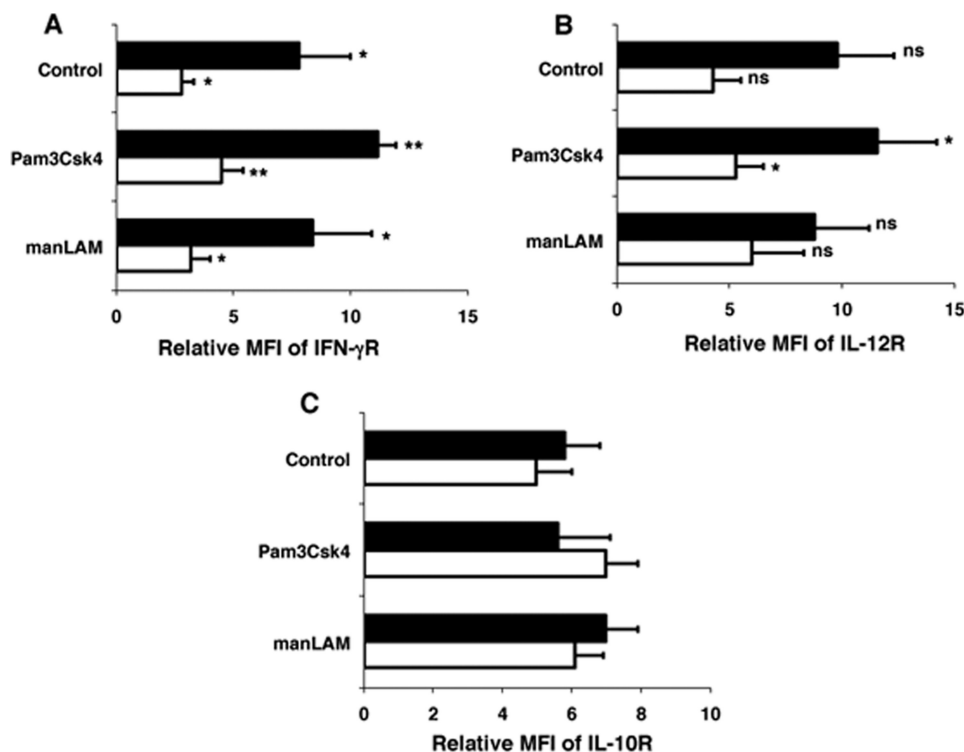 A
Control
*
*
Pam3Csk4
**
**
manLAM
*
*
0 5 10 15
Relative MFI of IFN-γR
B
Control
ns
ns
Pam3Csk4
*
*
manLAM
ns
ns
0 5 10 15
Relative MFI of IL-12R
C
Control
Pam3Csk4
manLAM
0 2 4 6 8 10
Relative MFI of IL-10R